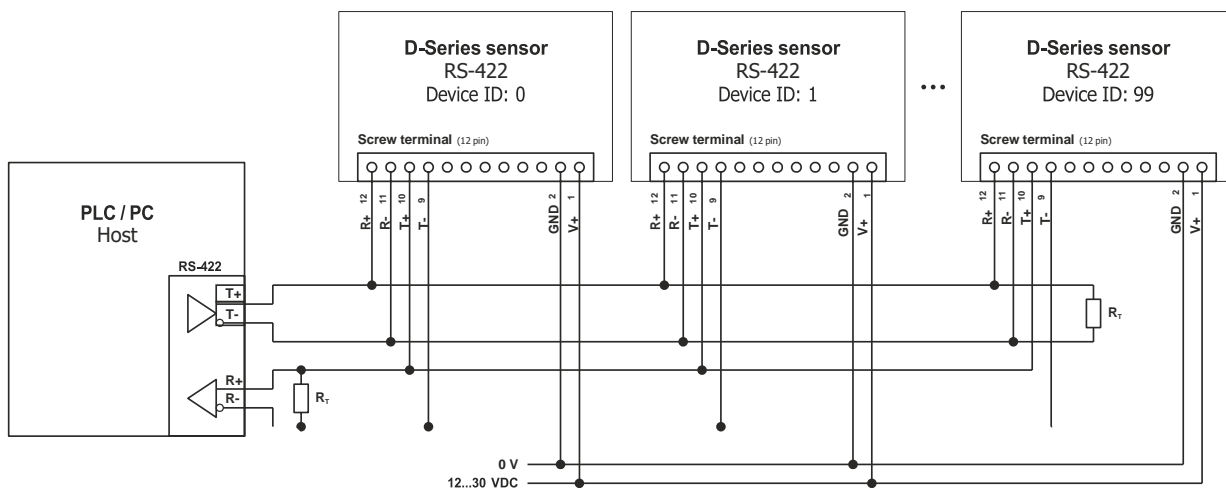 D-Series sensor
RS-422
Device ID: 0
Screw terminal (12 pin)
12 11 10 9 2 1
R+ R- T+ T- GND V+
D-Series sensor
RS-422
Device ID: 1
Screw terminal (12 pin)
12 11 10 9 2 1
R+ R- T+ T- GND V+
...
D-Series sensor
RS-422
Device ID: 99
Screw terminal (12 pin)
12 11 10 9 2 1
R+ R- T+ T- GND V+
PLC / PC
Host
RS-422
T+
T-
R+
R-
RT
RT
0 V
12...30 VDC